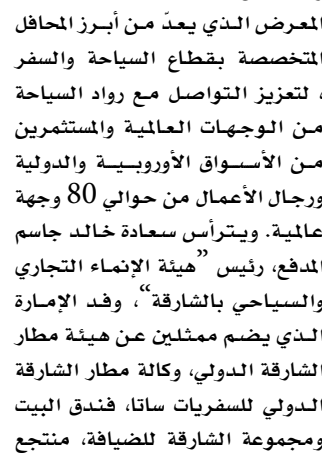 المعرض الذي يعدّ من أبرز المحافل
المتخصصة بقطاع السياحة والسفر
، لتعزيز التواصل مع رواد السياحة
من الوجهات العالمية والمستثمرين
من الأسواق الأوروبية والدولية
ورجال الأعمال من حوالي 80 وجهة
عالمية. ويترأس سعادة خالد جاسم
المدفع، رئيس ”هيئة الإنماء التجاري
والسياحي بالشارقة“، وفد الإمارة
الذي يضم ممثلين عن هيئة مطار
الشارقة الدولي، وكالة مطار الشارقة
الدولي للسفريات ساتا، فندق البيت
ومجموعة الشارقة للضيافة، منتجع